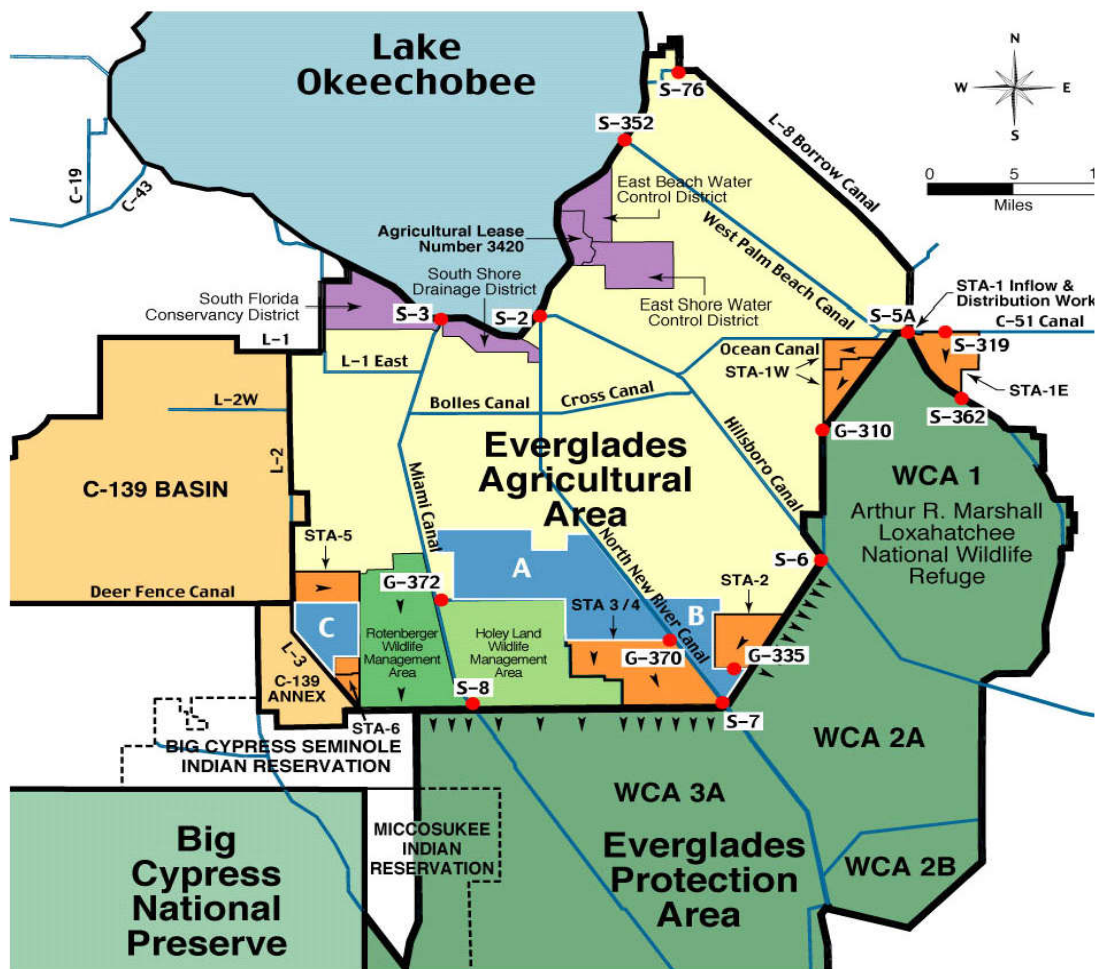 Lake
Okeechobee
N
W
E
S
S-76
S-352
L-8 Borrow Canal
C-19
C-43
0
5
1
Miles
East Beach Water
Control District
West Palm Beach Canal
Agricultural Lease
Number 3420
South Shore
Drainage District
East Shore Water
Control District
South Florida
Conservancy District
S-3
S-2
S-5A
STA-1 Inflow &
Distribution Work
C-51 Canal
L-1
L-1 East
Ocean Canal
STA-1W
S-319
STA-1E
S-362
L-2W
Bolles Canal
Cross Canal
G-310
Hillsboro Canal
L-2
C-139 BASIN
Miami Canal
Everglades
Agricultural
Area
WCA 1
Arthur R. Marshall
Loxahatchee
National Wildlife
Refuge
STA-5
North New River Canal
S-6
A
STA-2
Deer Fence Canal
G-372
STA 3/4
B
C
Rotenberger
Wildlife
Management
Area
Holey Land
Wildlife
Management
Area
G-370
G-335
L-3
C-139
ANNEX
S-8
S-7
STA-6
BIG CYPRESS SEMINOLE
INDIAN RESERVATION
WCA 2A
WCA 3A
MICCOSUKEE
INDIAN
RESERVATION
Big
Cypress
National
Preserve
Everglades
Protection
Area
WCA 2B